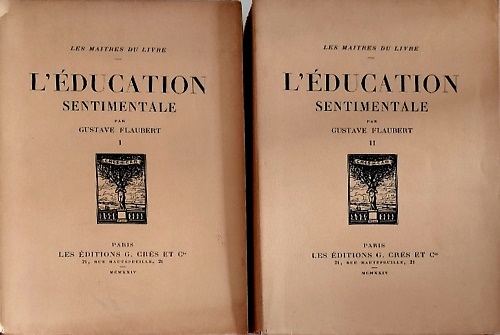 LES MAITRES DU LIVRE
L'ÉDUCATION
SENTIMENTALE
PAR
GUSTAVE FLAUBERT
I
PARIS
LES ÉDITIONS G. CRÈS ET Cie
21, RUE HAUTEFEUILLE, 21
MCMXXIV
LES MAITRES DU LIVRE
L'ÉDUCATION
SENTIMENTALE
PAR
GUSTAVE FLAUBERT
II
PARIS
LES ÉDITIONS G. CRÈS ET Cie
21, RUE HAUTEFEUILLE, 21
MCMXXIV